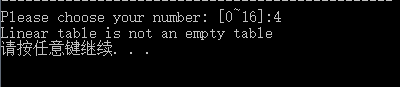 Please choose your number: [0~16]:4
Linear table is not an empty table
请按任意键继续. . .